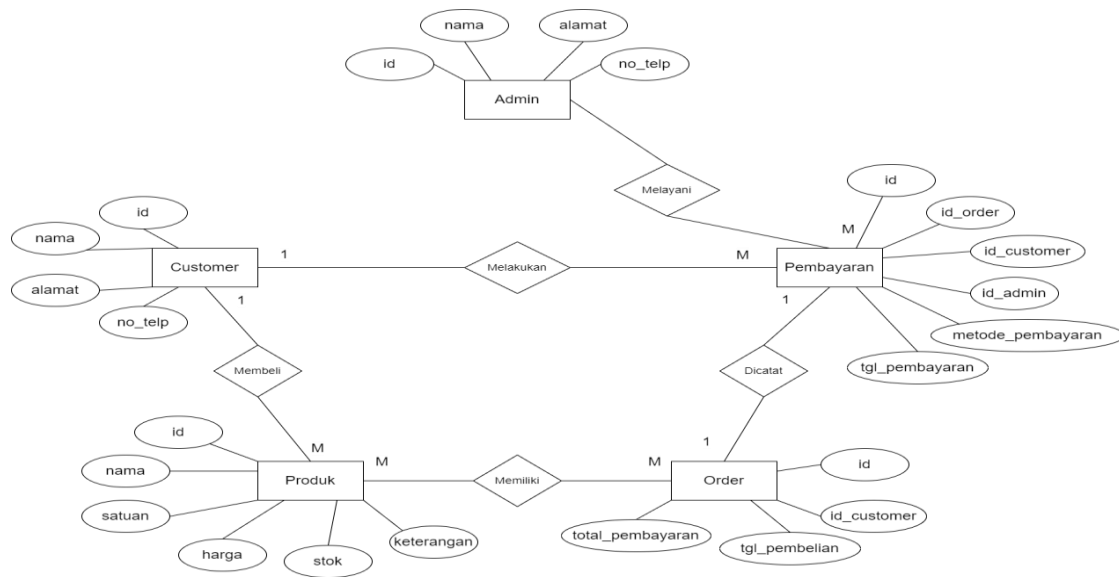 nama
alamat
id
no_telp
Admin
Melayani
id
M
id_order
id
nama
id_customer
Customer
1
Melakukan
M
Pembayaran
alamat
id_admin
no_telp
1
1
metode_pembayaran
tgl_pembayaran
Membeli
Dicatat
id
M
M
M
1
id
nama
Produk
Memiliki
Order
satuan
id_customer
total_pembayaran
keterangan
tgl_pembelian
harga
stok